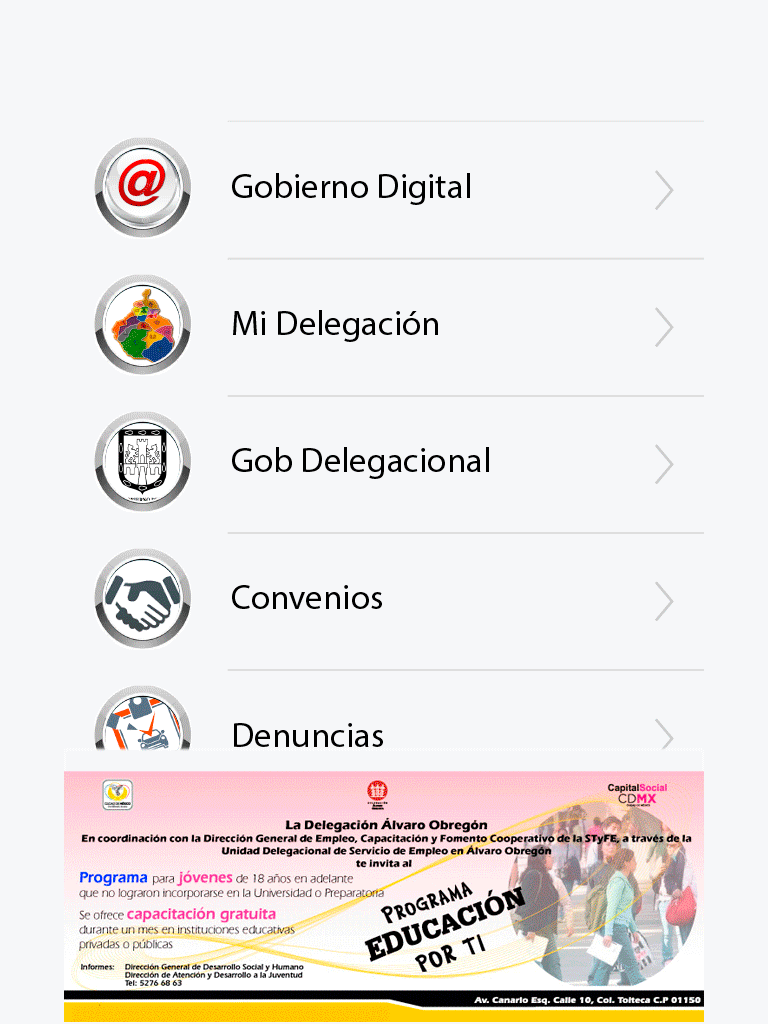 Gobierno Digital
Mi Delegación
Gob Delegacional
Convenios
Denuncias
CapitalSocial
CDMX
La Delegación Álvaro Obregón
En coordinación con la Dirección General de Empleo, Capacitación y Fomento Cooperativo de la STyFE, a través de la
Unidad Delegacional de Servicio de Empleo en Álvaro Obregón
te invita al
Programa para jóvenes de 18 años en adelante
que no lograron incorporarse en la Universidad o Preparatoria
Se ofrece capacitación gratuita
durante un mes en instituciones educativas
privadas o públicas
PROGRAMA
EDUCACIÓN
POR TI
Informes: Dirección General de Desarrollo Social y Humano
Dirección de Atención y Desarrollo a la Juventud
Tel: 5276 68 63
Av. Canario Esq. Calle 10, Col. Tolteca C.P 01150